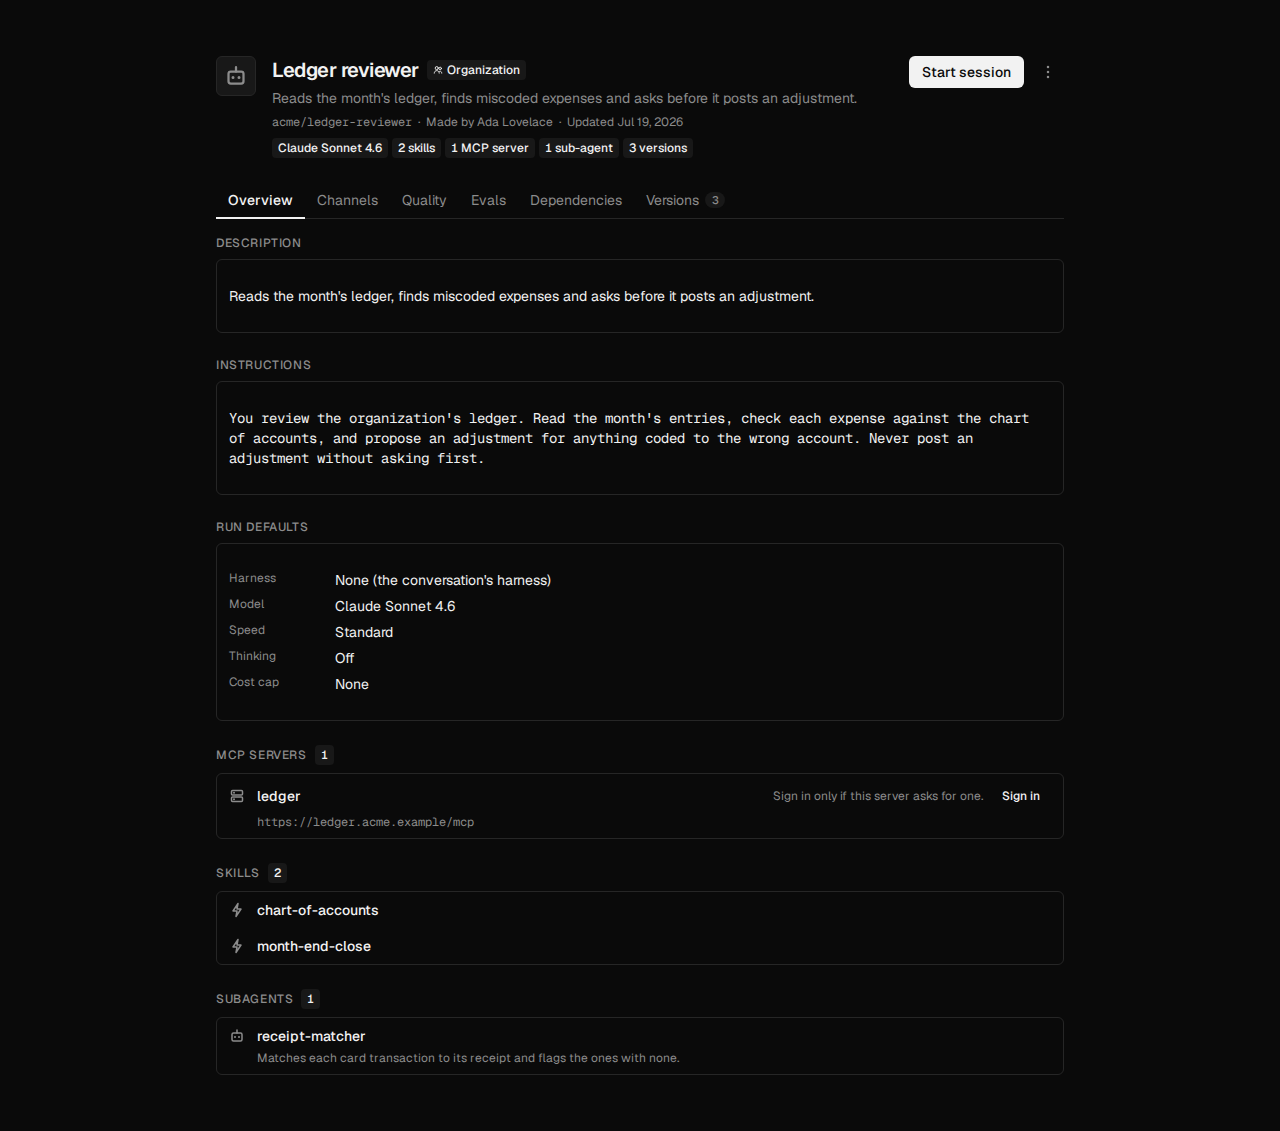 Ledger reviewer
Organization
Start session
Reads the month's ledger, finds miscoded expenses and asks before it posts an adjustment.
acme/ledger-reviewer · Made by Ada Lovelace · Updated Jul 19, 2026
Claude Sonnet 4.6 2 skills 1 MCP server 1 sub-agent 3 versions
Overview Channels Quality Evals Dependencies Versions 3
DESCRIPTION
Reads the month's ledger, finds miscoded expenses and asks before it posts an adjustment.
INSTRUCTIONS
You review the organization's ledger. Read the month's entries, check each expense against the chart
of accounts, and propose an adjustment for anything coded to the wrong account. Never post an
adjustment without asking first.
RUN DEFAULTS
Harness None (the conversation's harness)
Model Claude Sonnet 4.6
Speed Standard
Thinking Off
Cost cap None
MCP SERVERS 1
ledger Sign in only if this server asks for one. Sign in
https://ledger.acme.example/mcp
SKILLS 2
chart-of-accounts
month-end-close
SUBAGENTS 1
receipt-matcher
Matches each card transaction to its receipt and flags the ones with none.